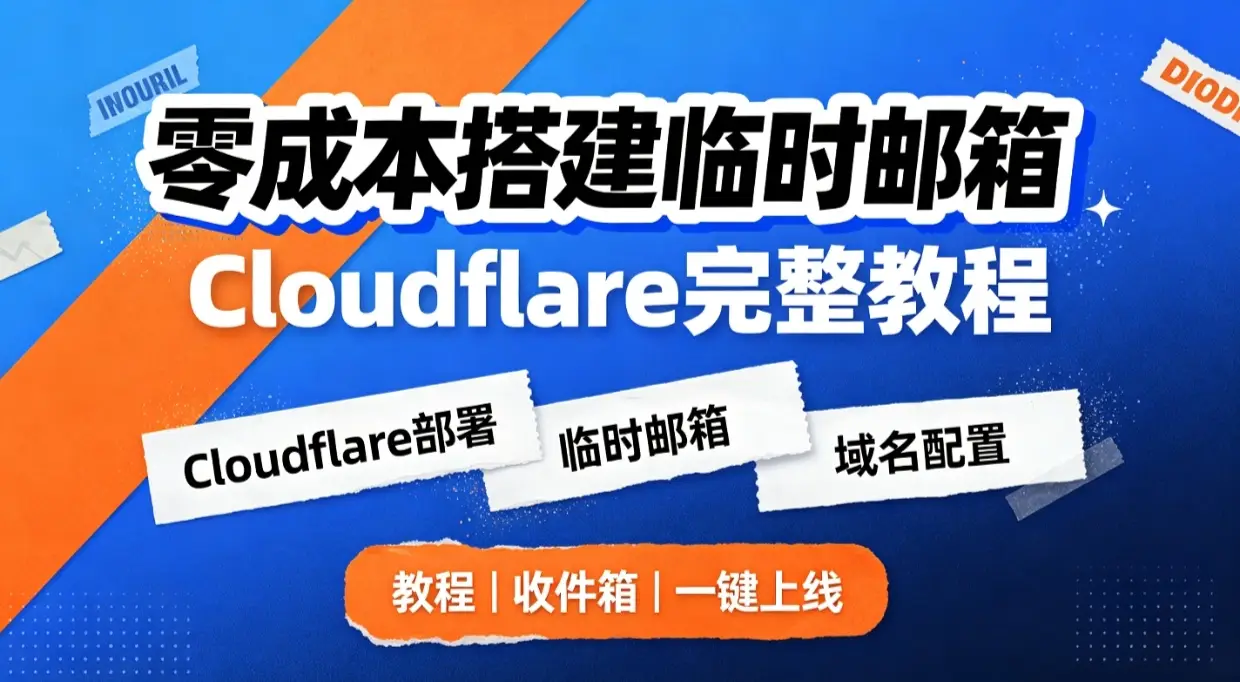 INOURIL
零成本搭建临时邮箱
Cloudflare完整教程
Cloudflare部署
临时邮箱
域名配置
教程 | 收件箱 | 一键上线